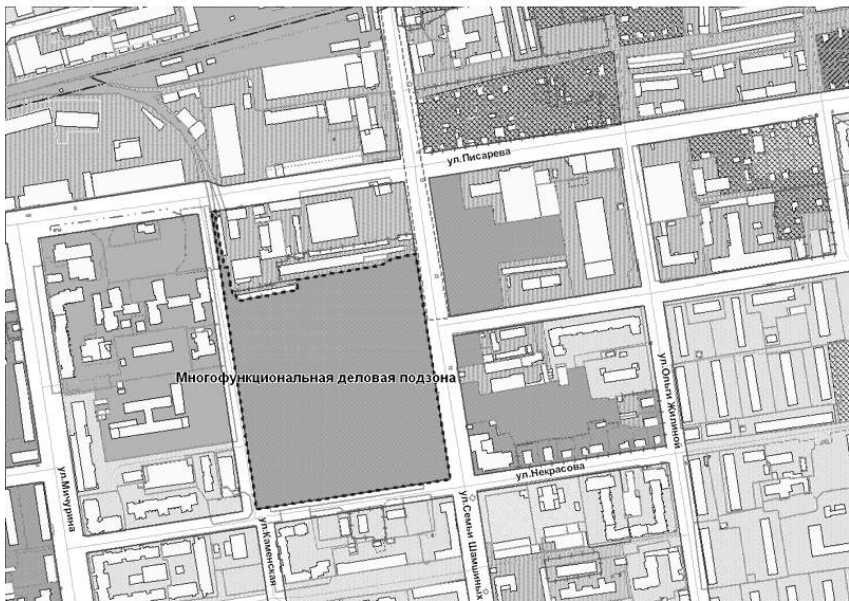 ул.Писарева
Многофункциональная деловая подзона
ул.Ольги Жилиной
ул.Некрасова
ул.Мичурина
ул.Каменская
ул.Семьи Шамшиных